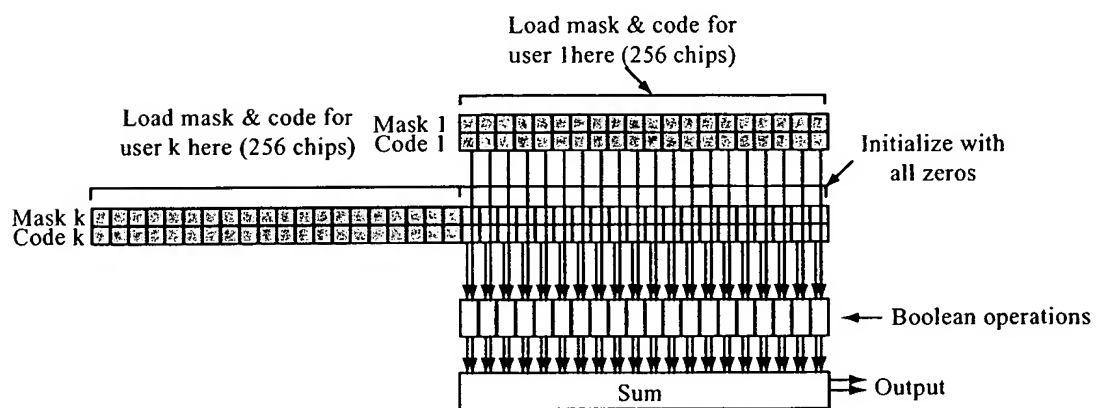 Load mask & code for
user 1here (256 chips)
Load mask & code for
user k here (256 chips)
Mask 1
Code 1
Initialize with
all zeros
Mask k
Code k
Boolean operations
Sum
Output